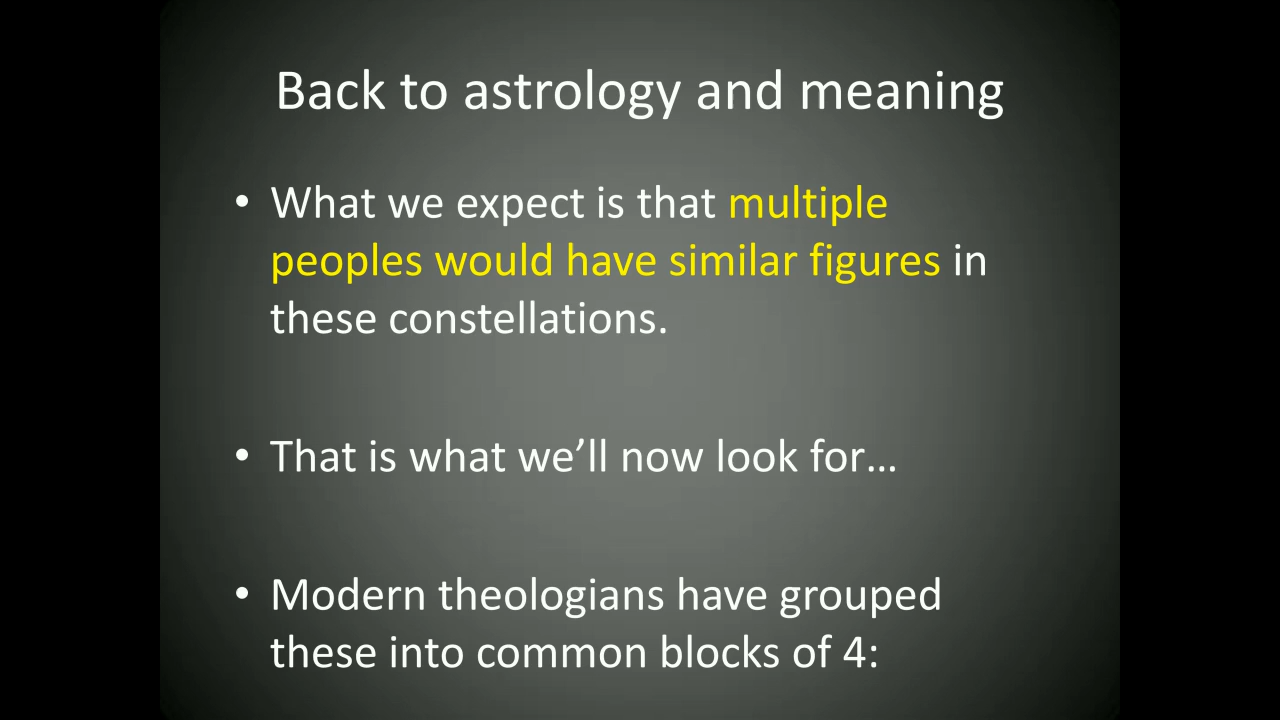 Back to astrology and meaning
• What we expect is that multiple
peoples would have similar figures in
these constellations.
• That is what we’ll now look for…
• Modern theologians have grouped
these into common blocks of 4: